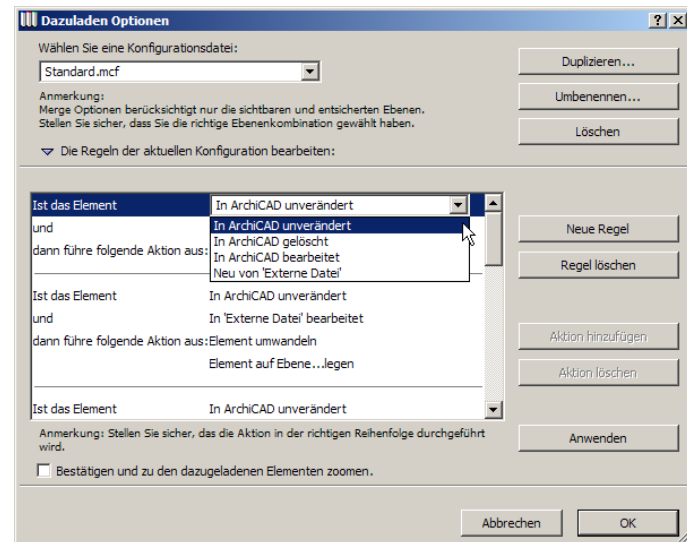 Dazuladen Optionen
Wählen Sie eine Konfigurationsdatei:
Standard.mcf
Duplizieren...
Anmerkung:
Merge Optionen berücksichtigt nur die sichtbaren und entsicherten Ebenen.
Stellen Sie sicher, dass Sie die richtige Ebenenkombination gewählt haben.
Umbenennen...
Löschen
Die Regeln der aktuellen Konfiguration bearbeiten:
Ist das Element In ArchiCAD unverändert
und In ArchiCAD unverändert
In ArchiCAD gelöscht
dann führe folgende Aktion aus: In ArchiCAD bearbeitet
Neu von 'Externe Datei'
Neue Regel
Regel löschen
Ist das Element In ArchiCAD unverändert
und In 'Externe Datei' bearbeitet
dann führe folgende Aktion aus:Element umwandeln
Element auf Ebene...legen
Aktion hinzufügen
Aktion löschen
Ist das Element In ArchiCAD unverändert
Anmerkung: Stellen Sie sicher, das die Aktion in der richtigen Reihenfolge durchgeführt
wird.
Anwenden
Bestätigen und zu den dazugeladenen Elementen zoomen.
Abbrechen OK